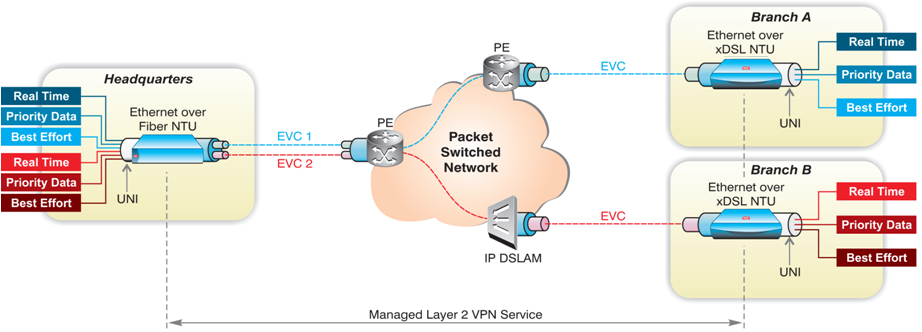 Headquarters
Real Time
Priority Data
Best Effort
Real Time
Priority Data
Best Effort
Ethernet over
Fiber NTU
UNI
EVC 1
EVC 2
PE
PE
Packet
Switched
Network
IP DSLAM
EVC
EVC
Branch A
Ethernet over
xDSL NTU
UNI
Real Time
Priority Data
Best Effort
Branch B
Ethernet over
xDSL NTU
UNI
Real Time
Priority Data
Best Effort
Managed Layer 2 VPN Service